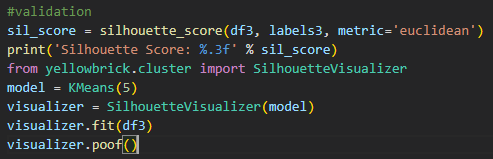 #validation
sil_score = silhouette_score(df3, labels3, metric='euclidean')
print('Silhouette Score: %.3f' % sil_score)
from yellowbrick.cluster import SilhouetteVisualizer
model = KMeans(5)
visualizer = SilhouetteVisualizer(model)
visualizer.fit(df3)
visualizer.poof()